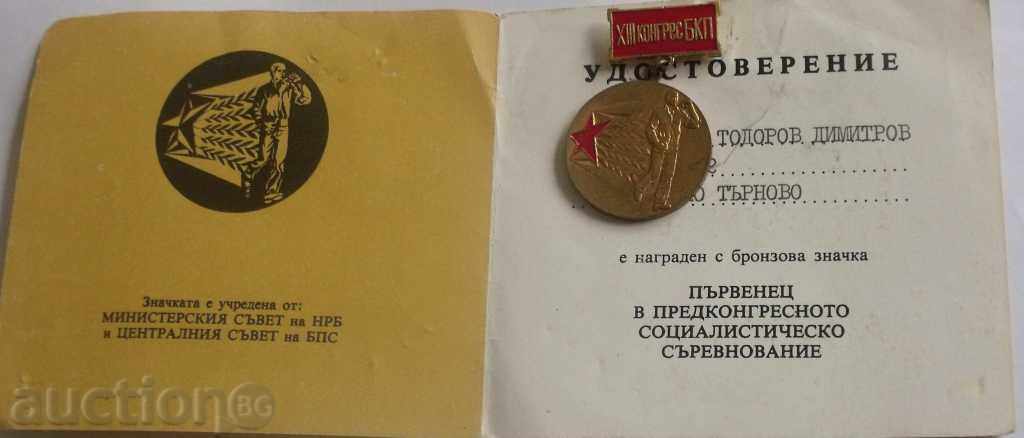 Значката е учредена от:
МИНИСТЕРСКИЯ СЪВЕТ на НРБ
и ЦЕНТРАЛНИЯ СЪВЕТ на БПС
auction BG
XIII КОНГРЕС БКП
УДОСТОВЕРЕНИЕ
ТОДОРОВ ДИМИТРОВ
ТЪРНОВО
е награден с бронзова значка
ПЪРВЕНЕЦ
В ПРЕДКОНГРЕСНОТО
СОЦИАЛИСТИЧЕСКО
СЪРЕВНОВАНИЕ